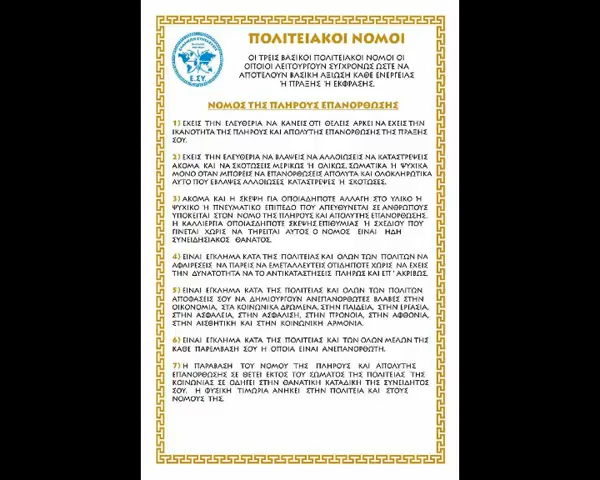 ΠΟΛΙΤΕΙΑΚΟΙ ΝΟΜΟΙ
ΟΙ ΤΡΕΙΣ ΒΑΣΙΚΟΙ ΠΟΛΙΤΕΙΑΚΟΙ ΝΟΜΟΙ ΟΙ
ΟΠΟΙΟΙ ΛΕΙΤΟΥΡΓΟΥΝ ΣΥΓΧΡΟΝΩΣ ΩΣΤΕ ΝΑ
ΑΠΟΤΕΛΟΥΝ ΒΑΣΙΚΗ ΑΞΙΩΣΗ ΚΑΘΕ ΕΝΕΡΓΕΙΑΣ
Ή ΠΡΑΞΗΣ Ή ΕΚΦΡΑΣΗΣ.
Ε.ΣΥ.
ΝΟΜΟΣ ΤΗΣ ΠΛΗΡΟΥΣ ΕΠΑΝΟΡΘΩΣΗΣ
1) ΕΧΕΙΣ ΤΗΝ ΕΛΕΥΘΕΡΙΑ ΝΑ ΚΑΝΕΙΣ ΟΤΙ ΘΕΛΕΙΣ ΑΡΚΕΙ ΝΑ ΕΧΕΙΣ ΤΗΝ
ΙΚΑΝΟΤΗΤΑ ΤΗΣ ΠΛΗΡΟΥΣ ΚΑΙ ΑΠΟΛΥΤΗΣ ΕΠΑΝΟΡΘΩΣΗΣ ΤΗΣ ΠΡΑΞΗΣ
ΣΟΥ.
2) ΕΧΕΙΣ ΤΗΝ ΕΛΕΥΘΕΡΙΑ ΝΑ ΒΛΑΨΕΙΣ ΝΑ ΑΛΛΟΙΩΣΕΙΣ ΝΑ ΚΑΤΑΣΤΡΕΨΕΙΣ
ΑΚΟΜΑ ΚΑΙ ΝΑ ΣΚΟΤΩΣΕΙΣ ΜΕΡΙΚΩΣ Ή ΟΛΙΚΩΣ, ΣΩΜΑΤΙΚΑ Ή ΨΥΧΙΚΑ
ΜΟΝΟ ΟΤΑΝ ΜΠΟΡΕΙΣ ΝΑ ΕΠΑΝΟΡΘΩΣΕΙΣ ΑΠΟΛΥΤΑ ΚΑΙ ΟΛΟΚΛΗΡΩΤΙΚΑ
ΑΥΤΟ ΠΟΥ ΕΒΛΑΨΕΣ ΑΛΛΟΙΩΣΕΣ ΚΑΤΑΣΤΡΕΨΕΣ Ή ΣΚΟΤΩΣΕΣ.
3) ΑΚΟΜΑ ΚΑΙ Η ΣΚΕΨΗ ΓΙΑ ΟΠΟΙΑΔΗΠΟΤΕ ΑΛΛΑΓΗ ΣΤΟ ΥΛΙΚΟ Ή
ΨΥΧΙΚΟ Ή ΠΝΕΥΜΑΤΙΚΟ ΕΠΙΠΕΔΟ ΠΟΥ ΑΠΕΥΘΥΝΕΤΑΙ ΣΕ ΑΝΘΡΩΠΟΥΣ
ΥΠΟΚΕΙΤΑΙ ΣΤΟΝ ΝΟΜΟ ΤΗΣ ΠΛΗΡΟΥΣ ΚΑΙ ΑΠΟΛΥΤΗΣ ΕΠΑΝΟΡΘΩΣΗΣ.
Η ΚΑΛΛΙΕΡΓΙΑ ΟΠΟΙΑΣΔΗΠΟΤΕ ΣΚΕΨΗΣ ΕΠΙΘΥΜΙΑΣ Ή ΣΧΕΔΙΟΥ ΠΟΥ
ΓΙΝΕΤΑΙ ΧΩΡΙΣ ΝΑ ΤΗΡΕΙΤΑΙ ΑΥΤΟΣ Ο ΝΟΜΟΣ ΕΙΝΑΙ ΗΔΗ
ΣΥΝΕΙΔΗΣΙΑΚΟΣ ΘΑΝΑΤΟΣ.
4) ΕΙΝΑΙ ΕΓΚΛΗΜΑ ΚΑΤΑ ΤΗΣ ΠΟΛΙΤΕΙΑΣ ΚΑΙ ΟΛΩΝ ΤΩΝ ΠΟΛΙΤΩΝ ΝΑ
ΑΦΑΙΡΕΣΕΙΣ ΝΑ ΠΑΡΕΙΣ ΝΑ ΕΜΕΤΑΛΛΕΥΤΕΙΣ ΟΤΙΔΗΠΟΤΕ ΧΩΡΙΣ ΝΑ ΕΧΕΙΣ
ΤΗΝ ΔΥΝΑΤΟΤΗΤΑ ΝΑ ΤΟ ΑΝΤΙΚΑΤΑΣΤΗΣΕΙΣ ΠΛΗΡΩΣ ΚΑΙ ΕΠ' ΑΚΡΙΒΩΣ.
5) ΕΙΝΑΙ ΕΓΚΛΗΜΑ ΚΑΤΑ ΤΗΣ ΠΟΛΙΤΕΙΑΣ ΚΑΙ ΟΛΩΝ ΤΩΝ ΠΟΛΙΤΩΝ
ΑΠΟΦΑΣΕΙΣ ΣΟΥ ΝΑ ΔΗΜΙΟΥΡΓΟΥΝ ΑΝΕΠΑΝΟΡΘΩΤΕΣ ΒΛΑΒΕΣ ΣΤΗΝ
ΟΙΚΟΝΟΜΙΑ, ΣΤΑ ΚΟΙΝΩΝΙΚΑ ΔΡΩΜΕΝΑ, ΣΤΗΝ ΠΑΙΔΕΙΑ, ΣΤΗΝ ΕΡΓΑΣΙΑ,
ΣΤΗΝ ΑΣΦΑΛΕΙΑ, ΣΤΗΝ ΑΣΦΑΛΙΣΗ, ΣΤΗΝ ΠΡΟΝΟΙΑ, ΣΤΗΝ ΑΦΘΟΝΙΑ,
ΣΤΗΝ ΑΙΣΘΗΤΙΚΗ ΚΑΙ ΣΤΗΝ ΚΟΙΝΩΝΙΚΗ ΑΡΜΟΝΙΑ.
6) ΕΙΝΑΙ ΕΓΚΛΗΜΑ ΚΑΤΑ ΤΗΣ ΠΟΛΙΤΕΙΑΣ ΚΑΙ ΤΩΝ ΟΛΩΝ ΜΕΛΩΝ ΤΗΣ
ΚΑΘΕ ΠΑΡΕΜΒΑΣΗ ΣΟΥ Η ΟΠΟΙΑ ΕΙΝΑΙ ΑΝΕΠΑΝΟΡΘΩΤΗ.
7) Η ΠΑΡΑΒΑΣΗ ΤΟΥ ΝΟΜΟΥ ΤΗΣ ΠΛΗΡΟΥΣ ΚΑΙ ΑΠΟΛΥΤΗΣ
ΕΠΑΝΟΡΘΩΣΗΣ ΣΕ ΘΕΤΕΙ ΕΚΤΟΣ ΤΟΥ ΣΩΜΑΤΟΣ ΤΗΣ ΠΟΛΙΤΕΙΑΣ ΤΗΣ
ΚΟΙΝΩΝΙΑΣ ΣΕ ΟΔΗΓΕΙ ΣΤΗΝ ΘΑΝΑΤΙΚΗ ΚΑΤΑΔΙΚΗ ΤΗΣ ΣΥΝΕΙΔΗΤΟΣ
ΣΟΥ. Η ΦΥΣΙΚΗ ΤΙΜΩΡΙΑ ΑΝΗΚΕΙ ΣΤΗΝ ΠΟΛΙΤΕΙΑ ΚΑΙ ΣΤΟΥΣ
ΝΟΜΟΥΣ ΤΗΣ.